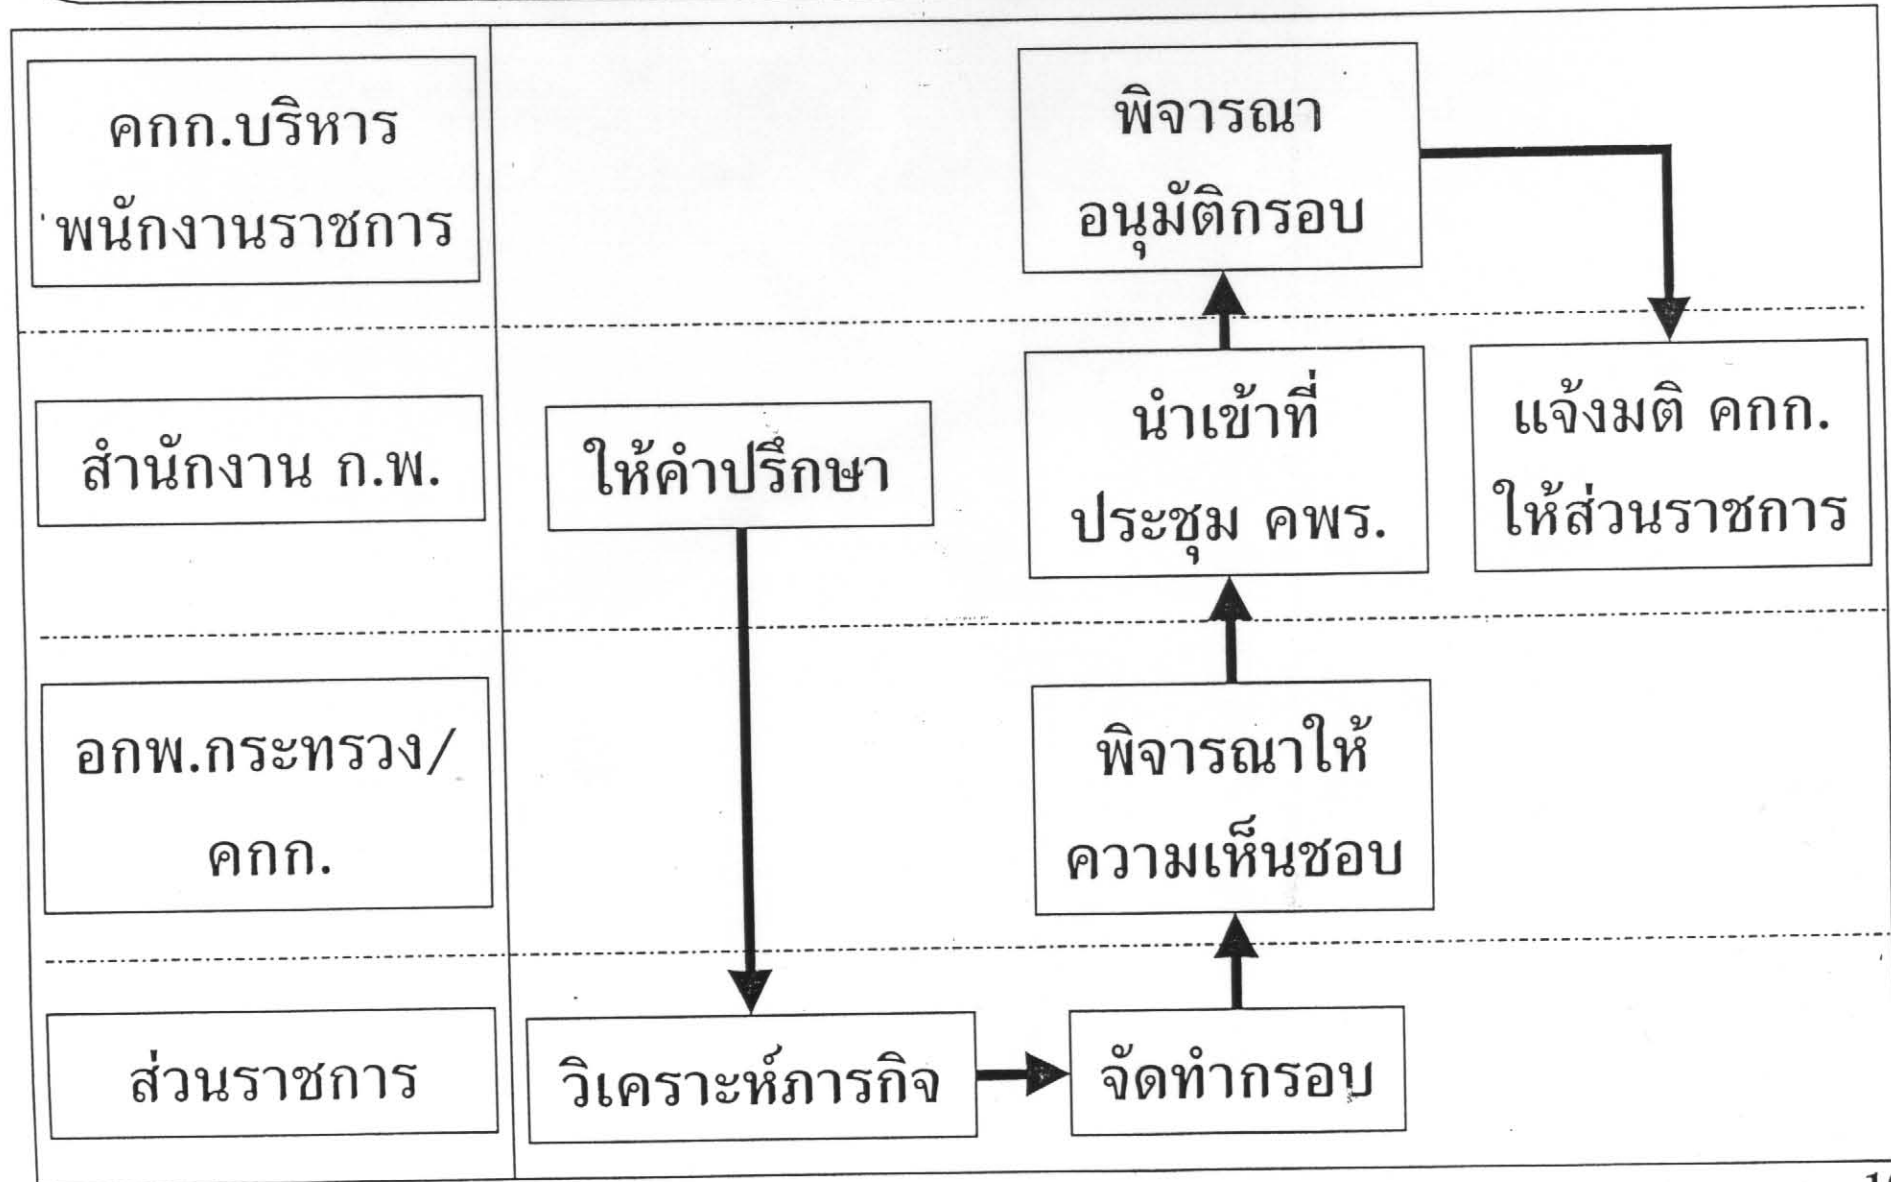 คกก.บริหาร
พนักงานราชการ
พิจารณา
อนุมัติกรอบ
สำนักงาน ก.พ.
ให้คำปรึกษา
นำเข้าที่
ประชุม คพร.
แจ้งมติ คกก.
ให้ส่วนราชการ
อกพ.กระทรวง/
คกก.
พิจารณาให้
ความเห็นชอบ
ส่วนราชการ
วิเคราะห์ภารกิจ
จัดทำกรอบ